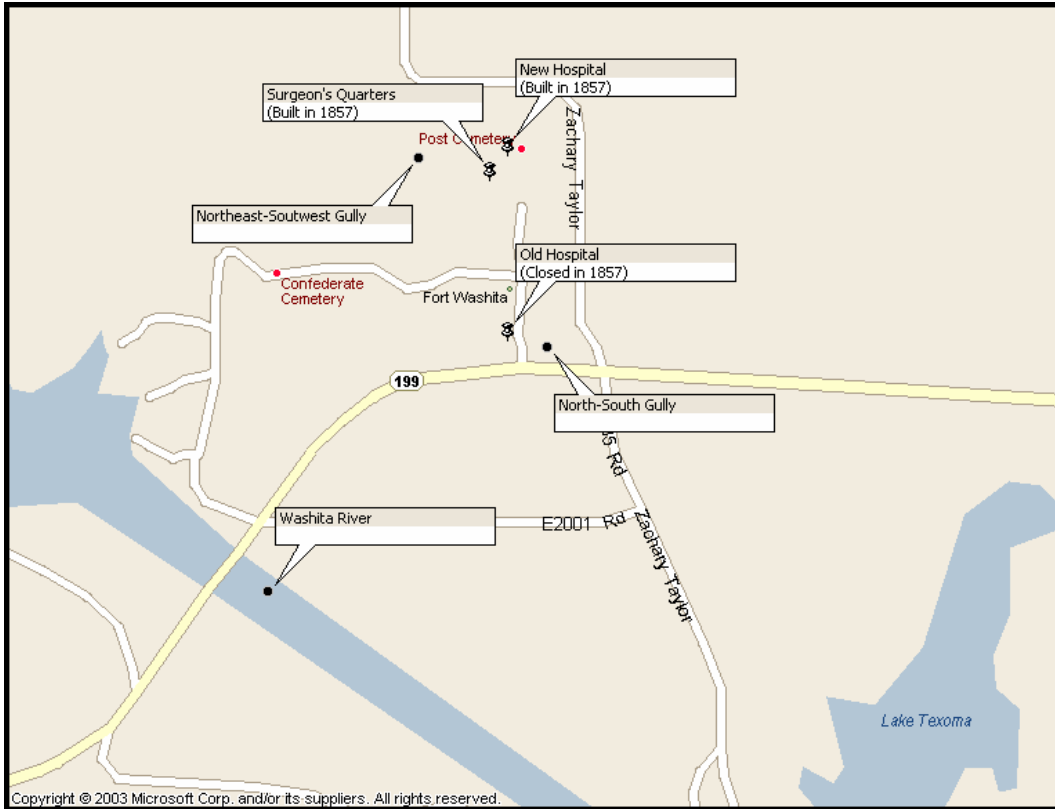 New Hospital
(Built in 1857)
Surgeon's Quarters
(Built in 1857)
Post Cemetery
Zachary Taylor
Northeast-Soutwest Gully
Old Hospital
(Closed in 1857)
Confederate
Cemetery
Fort Washita
199
North-South Gully
35 Rd
Washita River
E2001 Rd
Zachary Taylor
Lake Texoma
Copyright © 2003 Microsoft Corp. and/or its suppliers. All rights reserved.